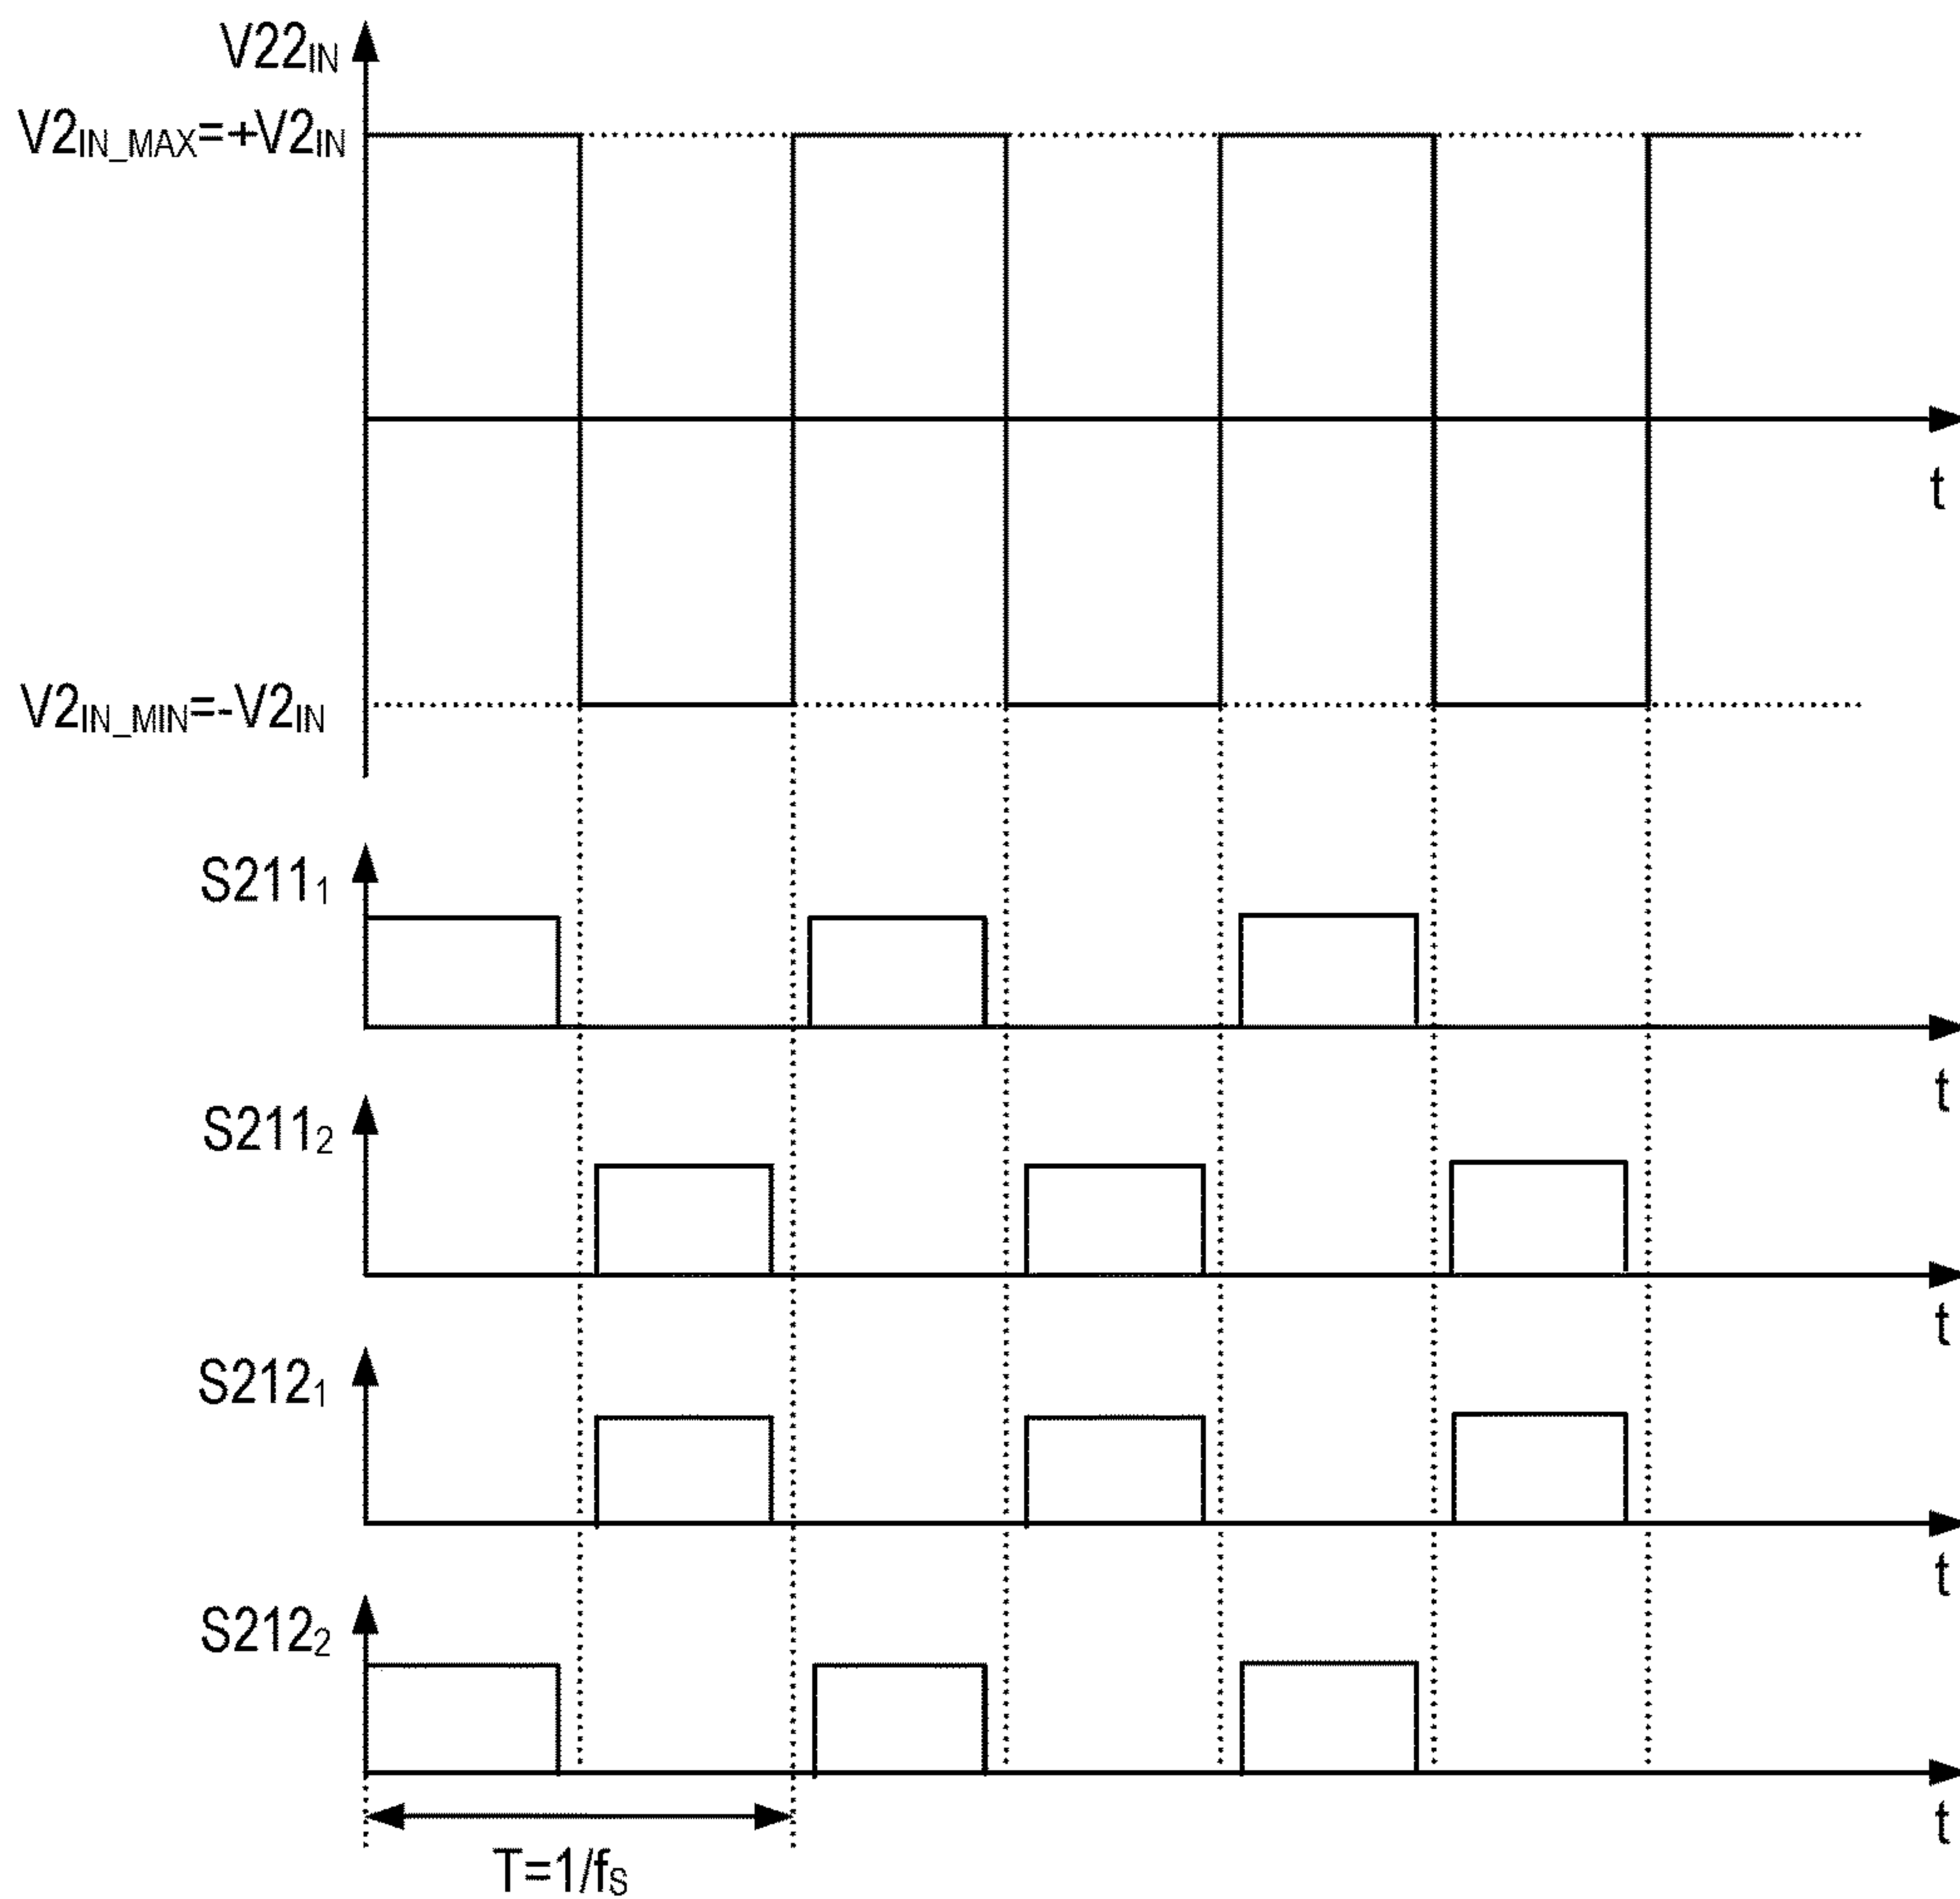 V22IN
V2IN_MAX=+V2IN
t
V2IN_MIN=-V2IN
S2111
t
S2112
t
S2121
t
S2122
t
T=1/fS